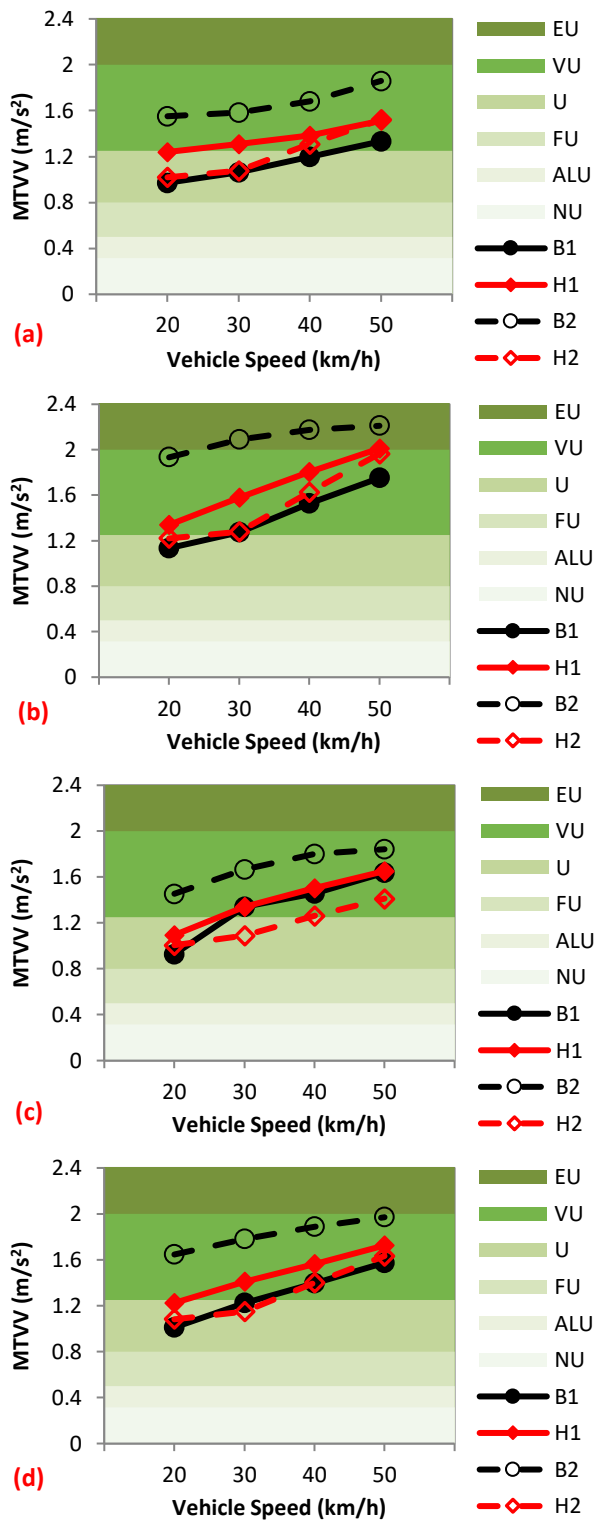 2.4
2
1.6
1.2
0.8
0.4
0
MTVV (m/s²)
20 30 40 50
Vehicle Speed (km/h)
(a)
EU
VU
U
FU
ALU
NU
B1
H1
B2
H2
2.4
2
1.6
1.2
0.8
0.4
0
MTVV (m/s²)
20 30 40 50
Vehicle Speed (km/h)
(b)
EU
VU
U
FU
ALU
NU
B1
H1
B2
H2
2.4
2
1.6
1.2
0.8
0.4
0
MTVV (m/s²)
20 30 40 50
Vehicle Speed (km/h)
(c)
EU
VU
U
FU
ALU
NU
B1
H1
B2
H2
2.4
2
1.6
1.2
0.8
0.4
0
MTVV (m/s²)
20 30 40 50
Vehicle Speed (km/h)
(d)
EU
VU
U
FU
ALU
NU
B1
H1
B2
H2